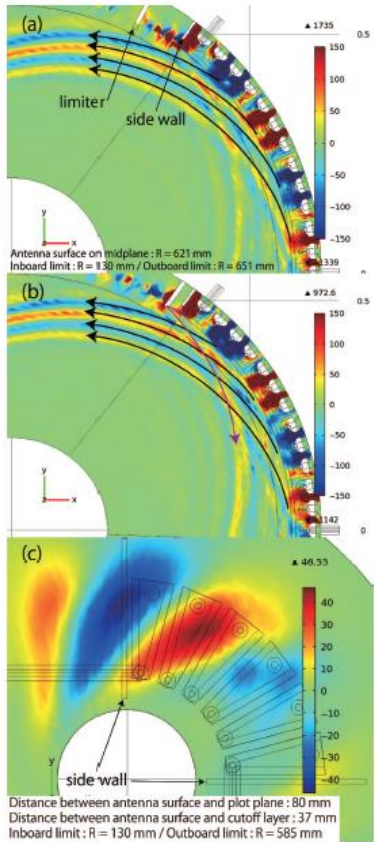 (a)
▲ 1735
0.5
limiter
side wall
150
100
50
0
-50
-100
-150
y
z
x
Antenna surface on midplane : R = 621 mm
Inboard limit : R = 130 mm / Outboard limit : R = 651 mm
1339
(b)
▲ 972.6
0.5
150
100
50
0
-50
-100
-150
y
z
x
1142
0
(c)
▲ 46.33
40
30
20
10
0
-10
-20
-30
-40
y
side wall
Distance between antenna surface and plot plane : 80 mm
Distance between antenna surface and cutoff layer : 37 mm
Inboard limit : R = 130 mm / Outboard limit : R = 585 mm